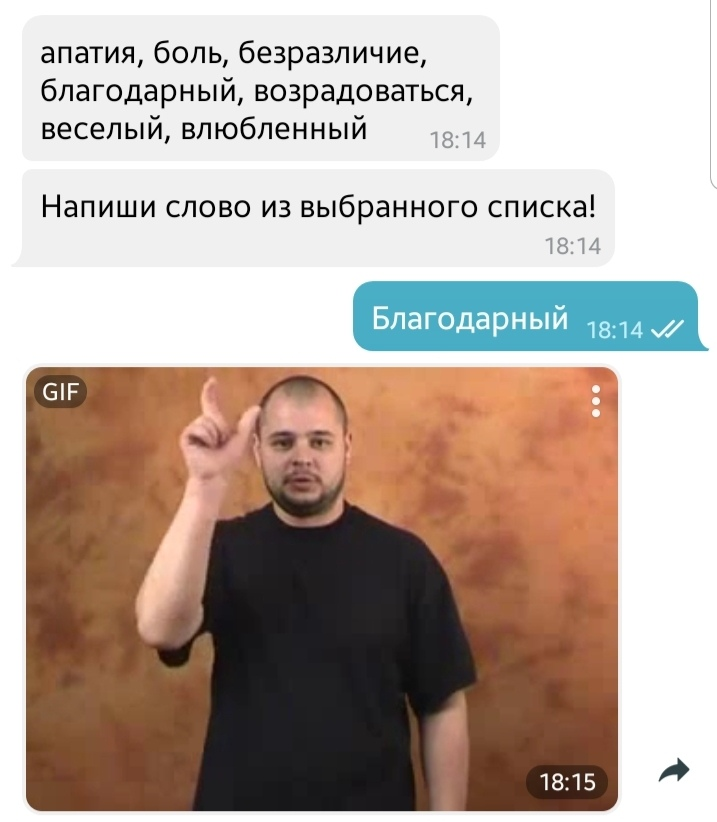 апатия, боль, безразличие,
благодарный, возрадоваться,
веселый, влюбленный
18:14
Напиши слово из выбранного списка!
18:14
Благодарный
18:14
GIF
18:15